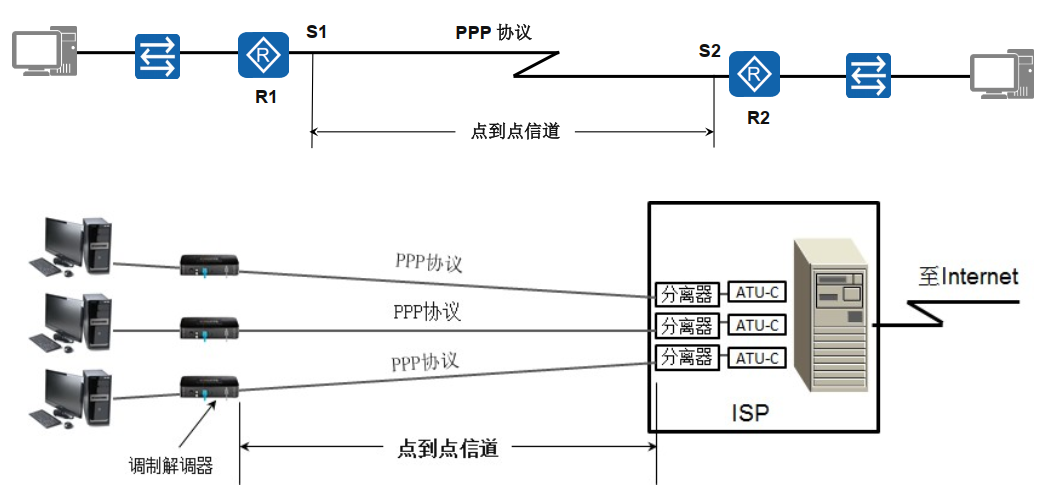 S1
PPP 协议
S2
R
R
R1
R2
点到点信道
PPP协议
PPP协议
PPP协议
分离器
ATU-C
分离器
ATU-C
分离器
ATU-C
至Internet
ISP
调制解调器
点到点信道